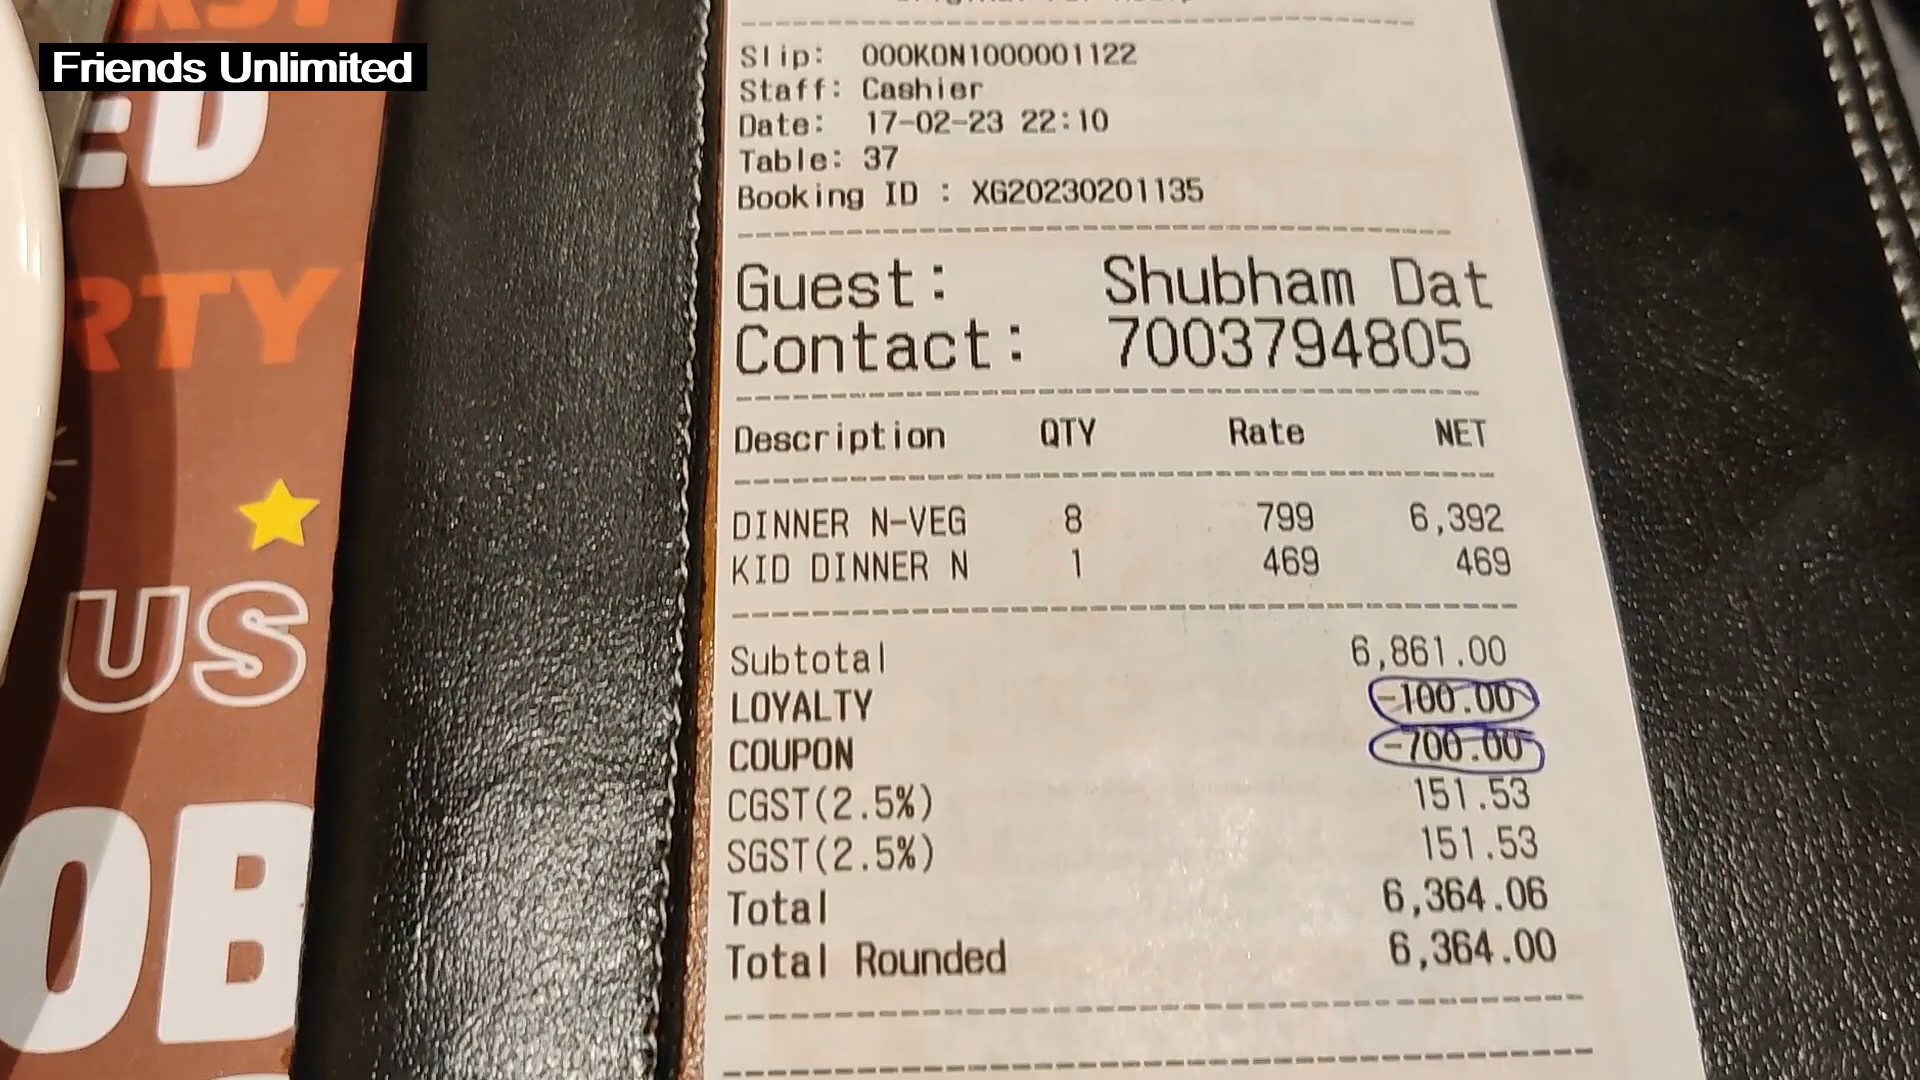 Friends Unlimited
ED
RTY
US
OB
Slip: 000KON1000001122
Staff: Cashier
Date: 17-02-23 22:10
Table: 37
Booking ID : XG20230201135
Guest: Shubham Dat
Contact: 7003794805
Description QTY Rate NET
DINNER N-VEG 8 799 6,392
KID DINNER N 1 469 469
Subtotal 6,861.00
LOYALTY -100.00
COUPON -700.00
CGST(2.5%) 151.53
SGST(2.5%) 151.53
Total 6,364.06
Total Rounded 6,364.00